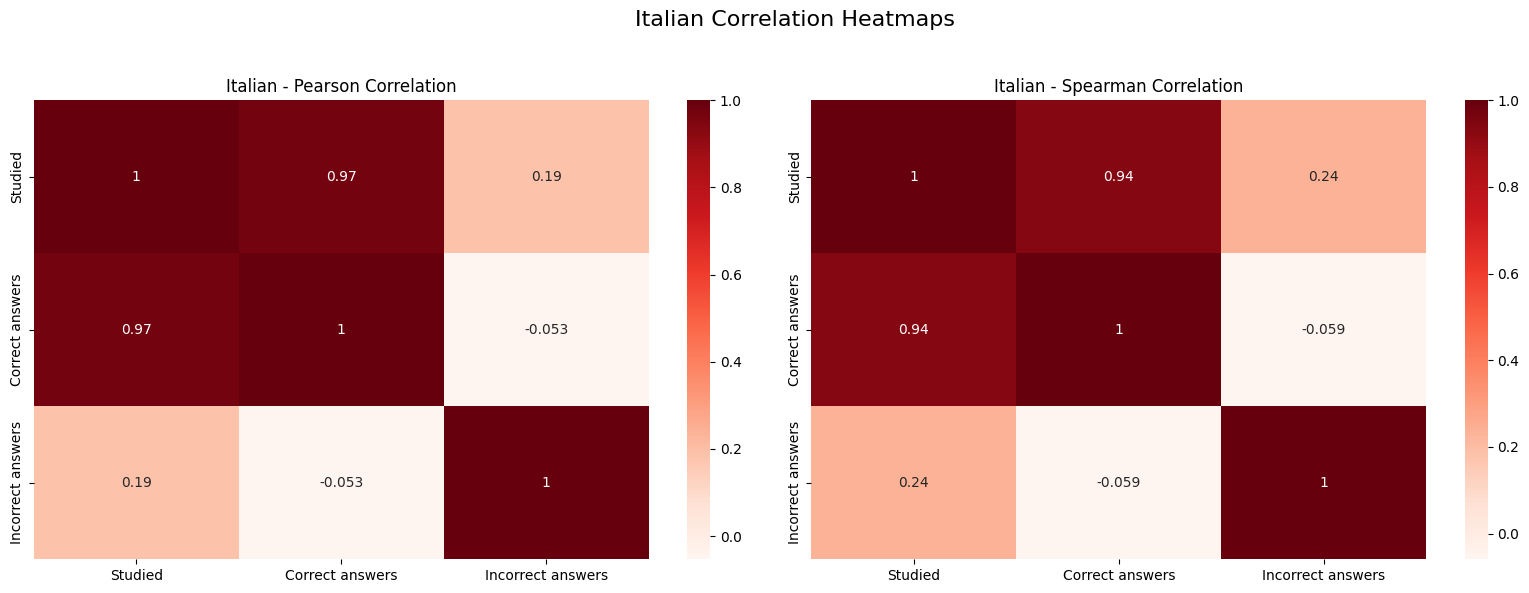 Italian Correlation Heatmaps
Italian - Pearson Correlation
Studied
Correct answers
Incorrect answers
1 0.97 0.19
0.97 1 -0.053
0.19 -0.053 1
Studied Correct answers Incorrect answers
1.0
0.8
0.6
0.4
0.2
0.0
Italian - Spearman Correlation
Studied
Correct answers
Incorrect answers
1 0.94 0.24
0.94 1 -0.059
0.24 -0.059 1
Studied Correct answers Incorrect answers
1.0
0.8
0.6
0.4
0.2
0.0